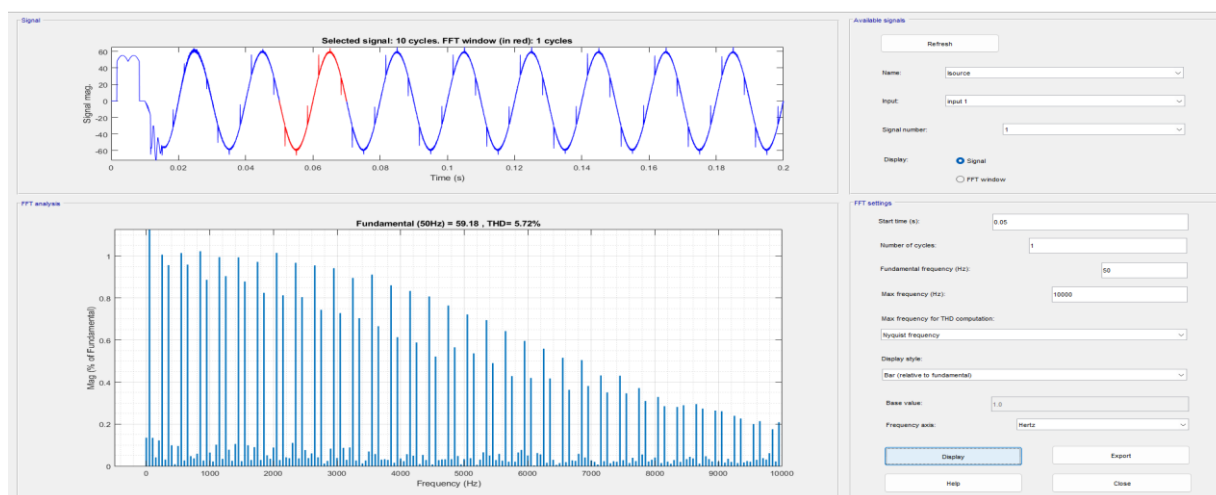 Signal
Selected signal: 10 cycles. FFT window (in red): 1 cycles
60
40
20
0
-20
-40
-60
Signal mag.
0 0.02 0.04 0.06 0.08 0.1 0.12 0.14 0.16 0.18 0.2
Time (s)
FFT analysis
Fundamental (50Hz) = 59.18 , THD= 5.72%
1
0.8
0.6
0.4
0.2
0
Mag (% of Fundamental)
0 1000 2000 3000 4000 5000 6000 7000 8000 9000 10000
Frequency (Hz)
Available signals
Refresh
Name: Isource
Input: input 1
Signal number: 1
Display: Signal
FFT window
FFT settings
Start time (s): 0.05
Number of cycles: 1
Fundamental frequency (Hz): 50
Max frequency (Hz): 10000
Max frequency for THD computation:
Nyquist frequency
Display style:
Bar (relative to fundamental)
Base value: 1.0
Frequency axis: Hertz
Display Export
Help Close